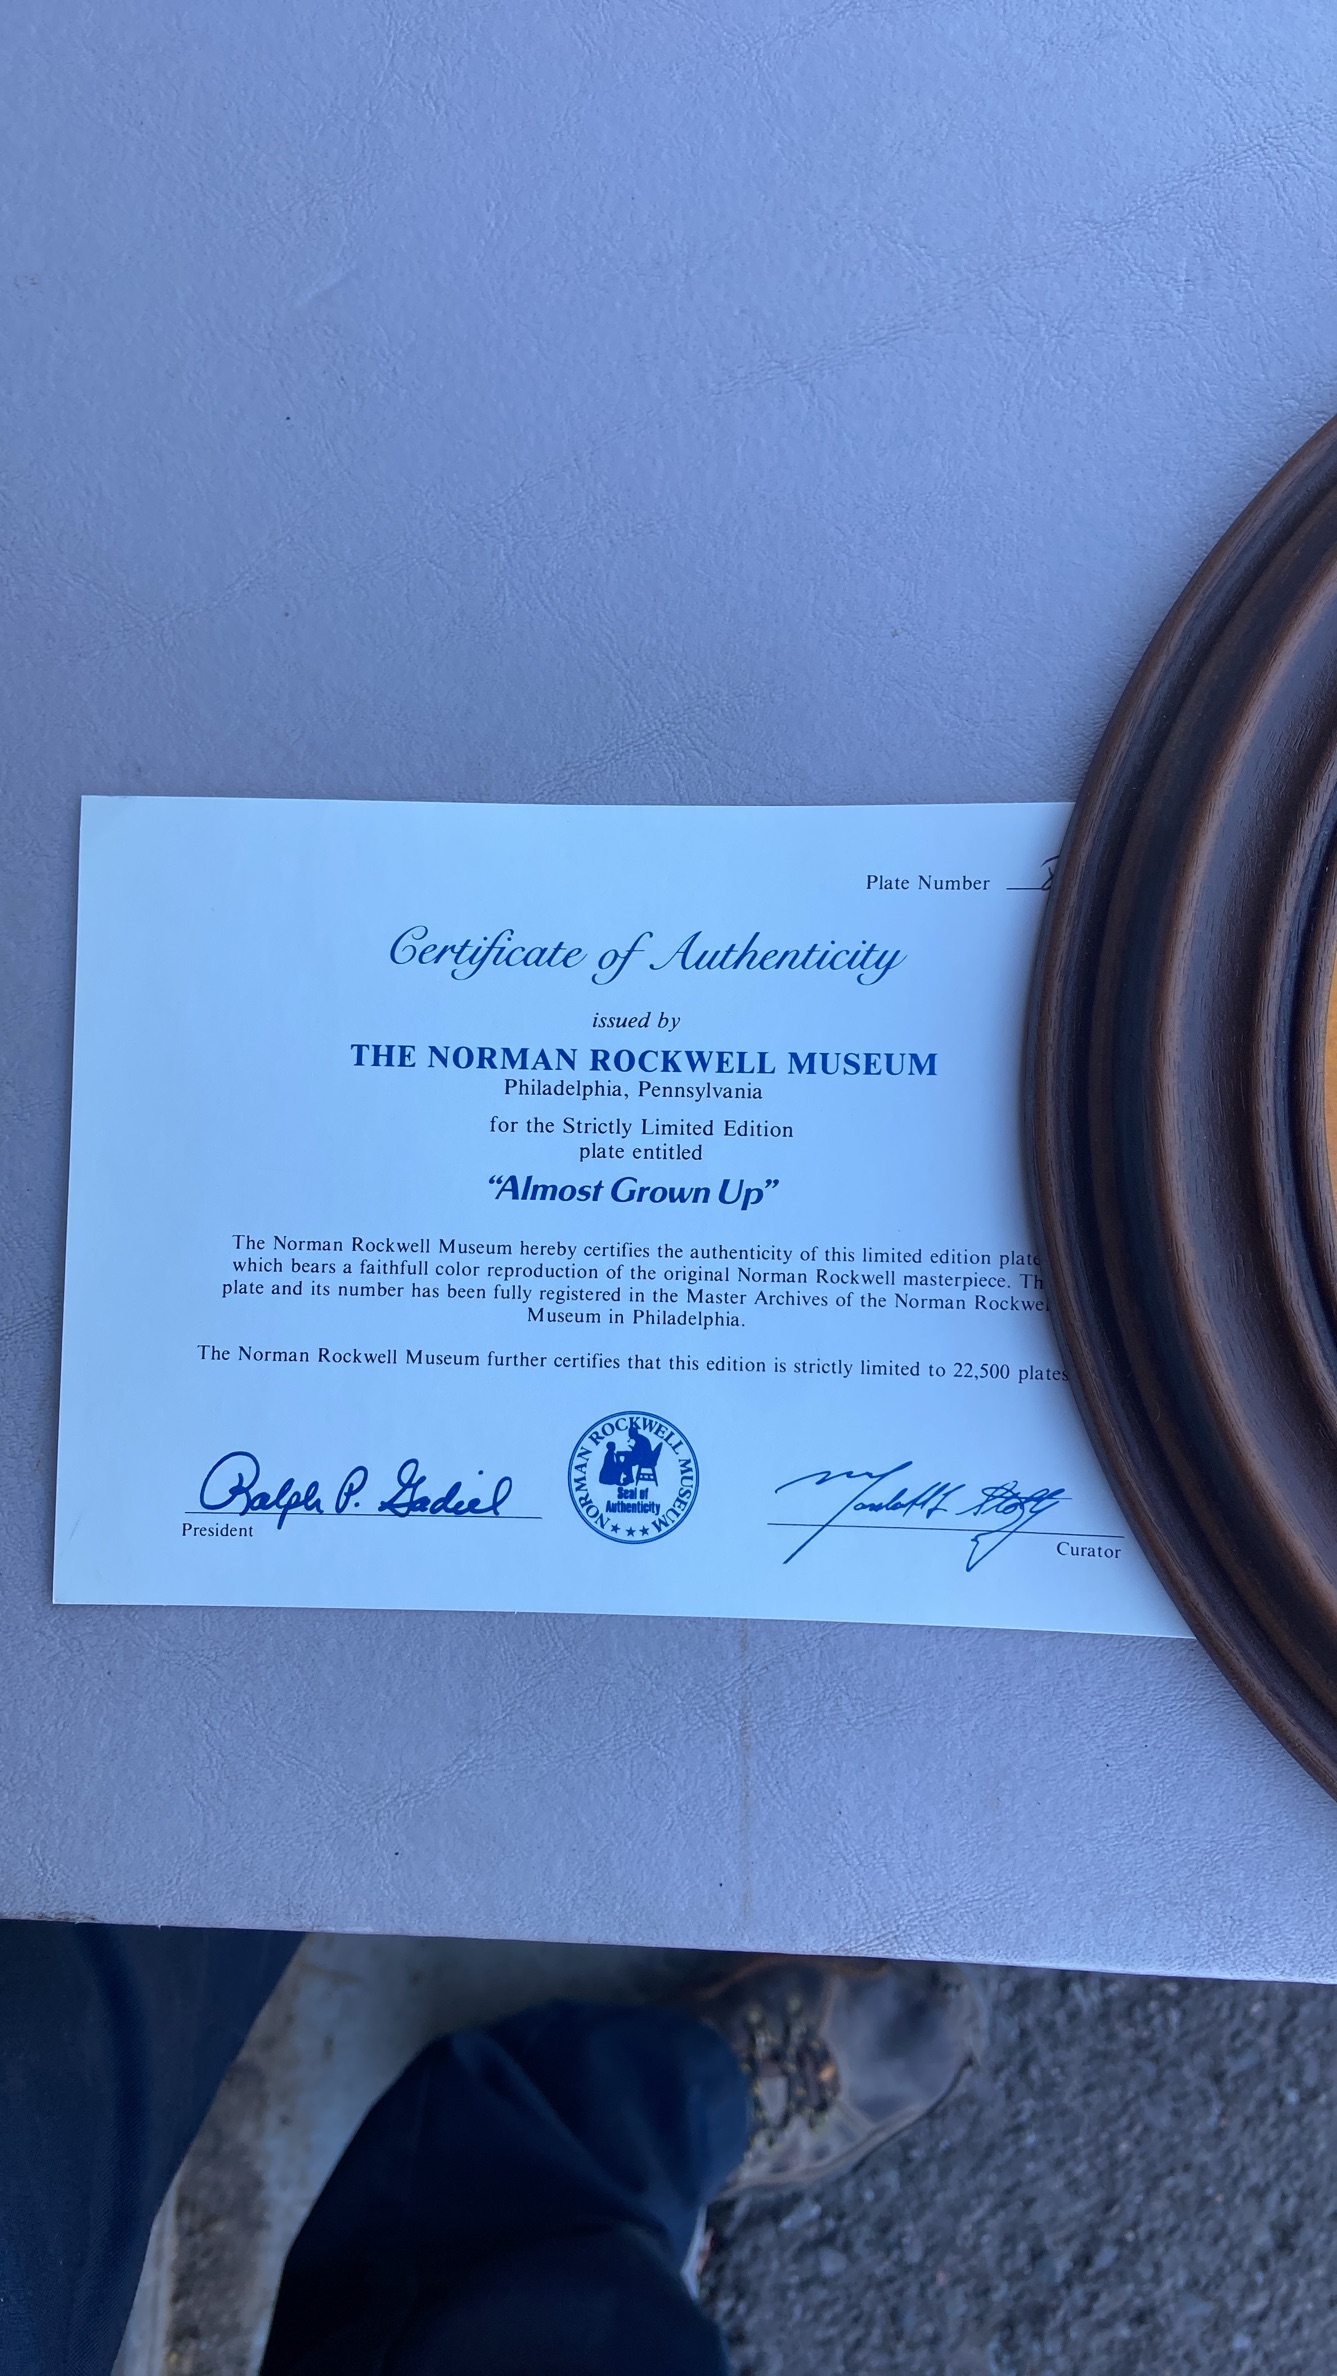 Plate Number
Certificate of Authenticity
issued by
THE NORMAN ROCKWELL MUSEUM
Philadelphia, Pennsylvania
for the Strictly Limited Edition
plate entitled
“Almost Grown Up”
The Norman Rockwell Museum hereby certifies the authenticity of this limited edition plate
which bears a faithfull color reproduction of the original Norman Rockwell masterpiece. Th
plate and its number has been fully registered in the Master Archives of the Norman Rockwel
Museum in Philadelphia.
The Norman Rockwell Museum further certifies that this edition is strictly limited to 22,500 plates
Ralph P. Gadiel
President
NORMAN ROCKWELL MUSEUM
Seal of
Authenticity
Curator